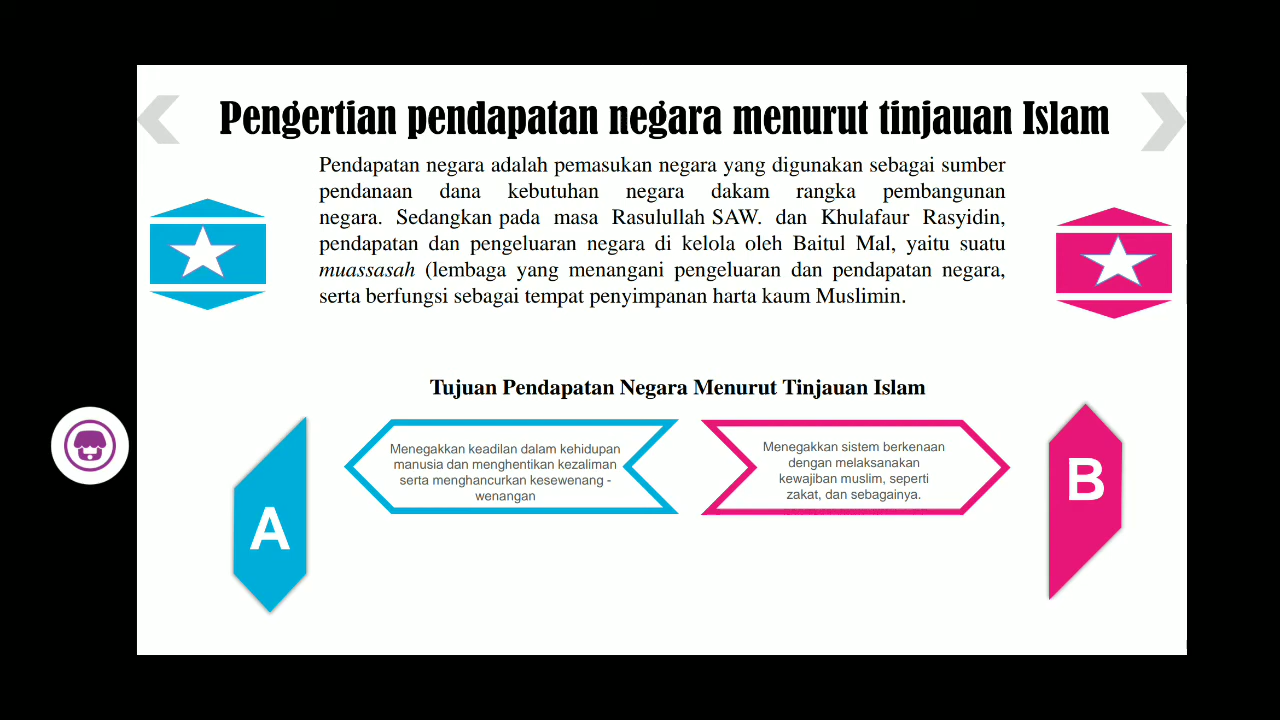 Pengertian pendapatan negara menurut tinjauan Islam
Pendapatan negara adalah pemasukan negara yang digunakan sebagai sumber
pendanaan dana kebutuhan negara dakam rangka pembangunan
negara. Sedangkan pada masa Rasulullah SAW. dan Khulafaur Rasyidin,
pendapatan dan pengeluaran negara di kelola oleh Baitul Mal, yaitu suatu
muassasah (lembaga yang menangani pengeluaran dan pendapatan negara,
serta berfungsi sebagai tempat penyimpanan harta kaum Muslimin.
Tujuan Pendapatan Negara Menurut Tinjauan Islam
A
Menegakkan keadilan dalam kehidupan
manusia dan menghentikan kezaliman
serta menghancurkan kesewenang -
wenangan
Menegakkan sistem berkenaan
dengan melaksanakan
kewajiban muslim, seperti
zakat, dan sebagainya.
B